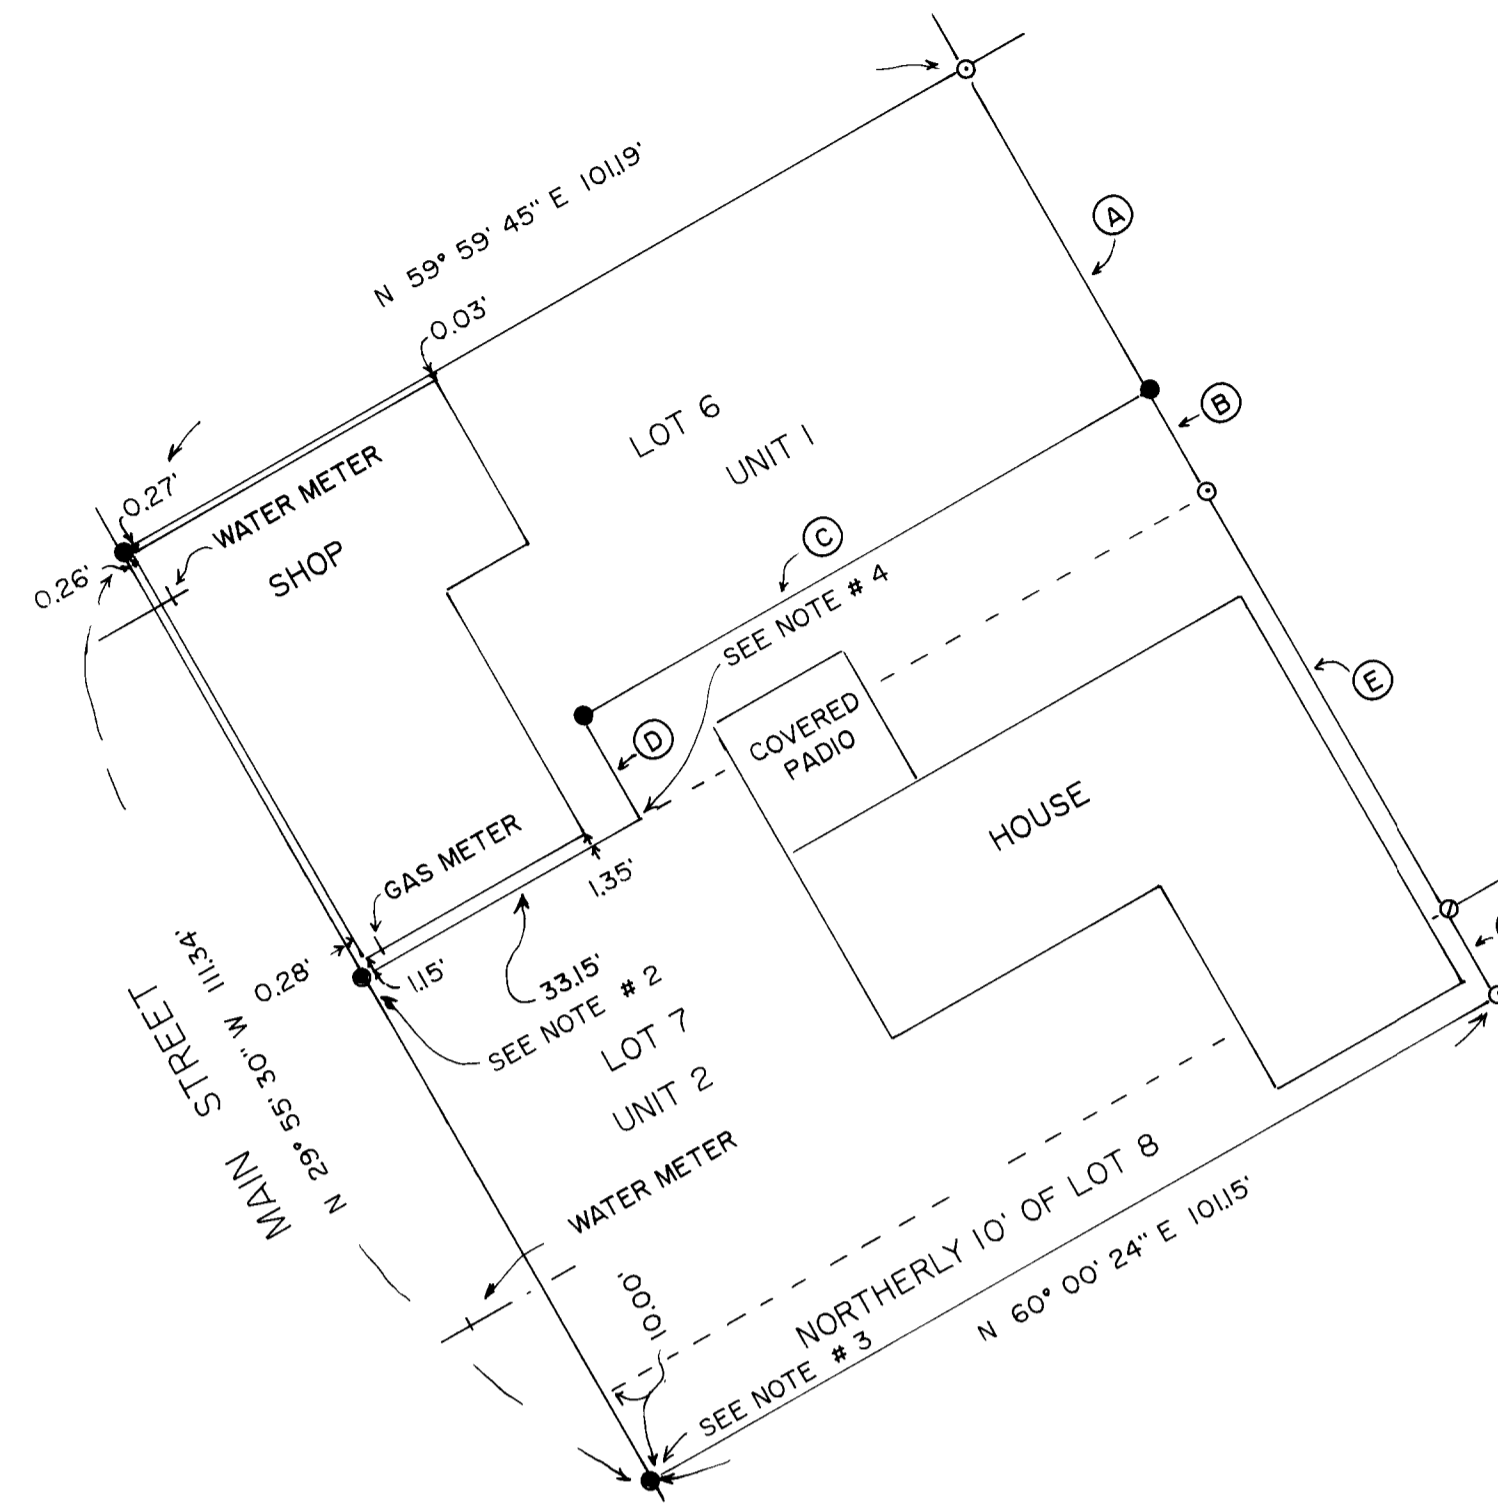 N 59° 59' 45" E 101.19'
A
0.03'
B
LOT 6
UNIT 1
0.27'
WATER METER
C
0.26'
SHOP
SEE NOTE # 4
E
D
COVERED
PADIO
HOUSE
GAS METER
1.35'
0.28'
1.15'
33.15'
SEE NOTE # 2
LOT 7
UNIT 2
MAIN STREET
N 29° 55' 30" W 111.34'
WATER METER
10.00'
NORTHERLY 10' OF LOT 8
SEE NOTE # 3
N 60° 00' 24" E 101.15'